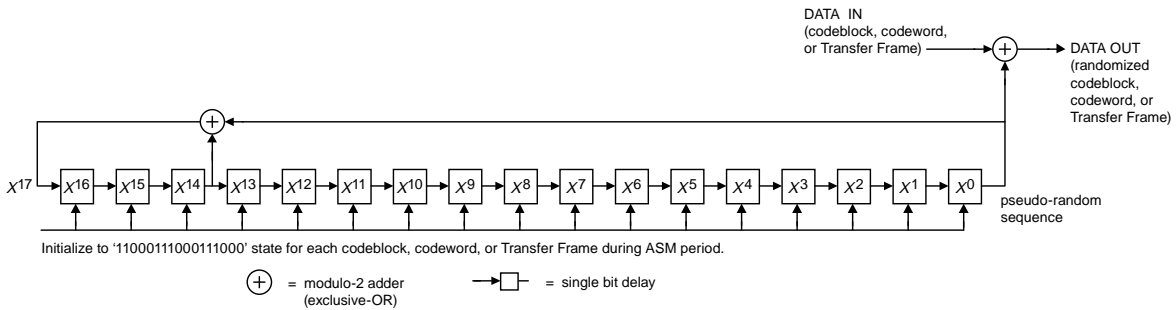 DATA IN
(codeblock, codeword,
or Transfer Frame)
DATA OUT
(randomized
codeblock,
codeword, or
Transfer Frame)
X17 X16 X15 X14 X13 X12 X11 X10 X9 X8 X7 X6 X5 X4 X3 X2 X1 X0
pseudo-random
sequence
Initialize to ‘11000111000111000’ state for each codeblock, codeword, or Transfer Frame during ASM period.
= modulo-2 adder
(exclusive-OR)
= single bit delay